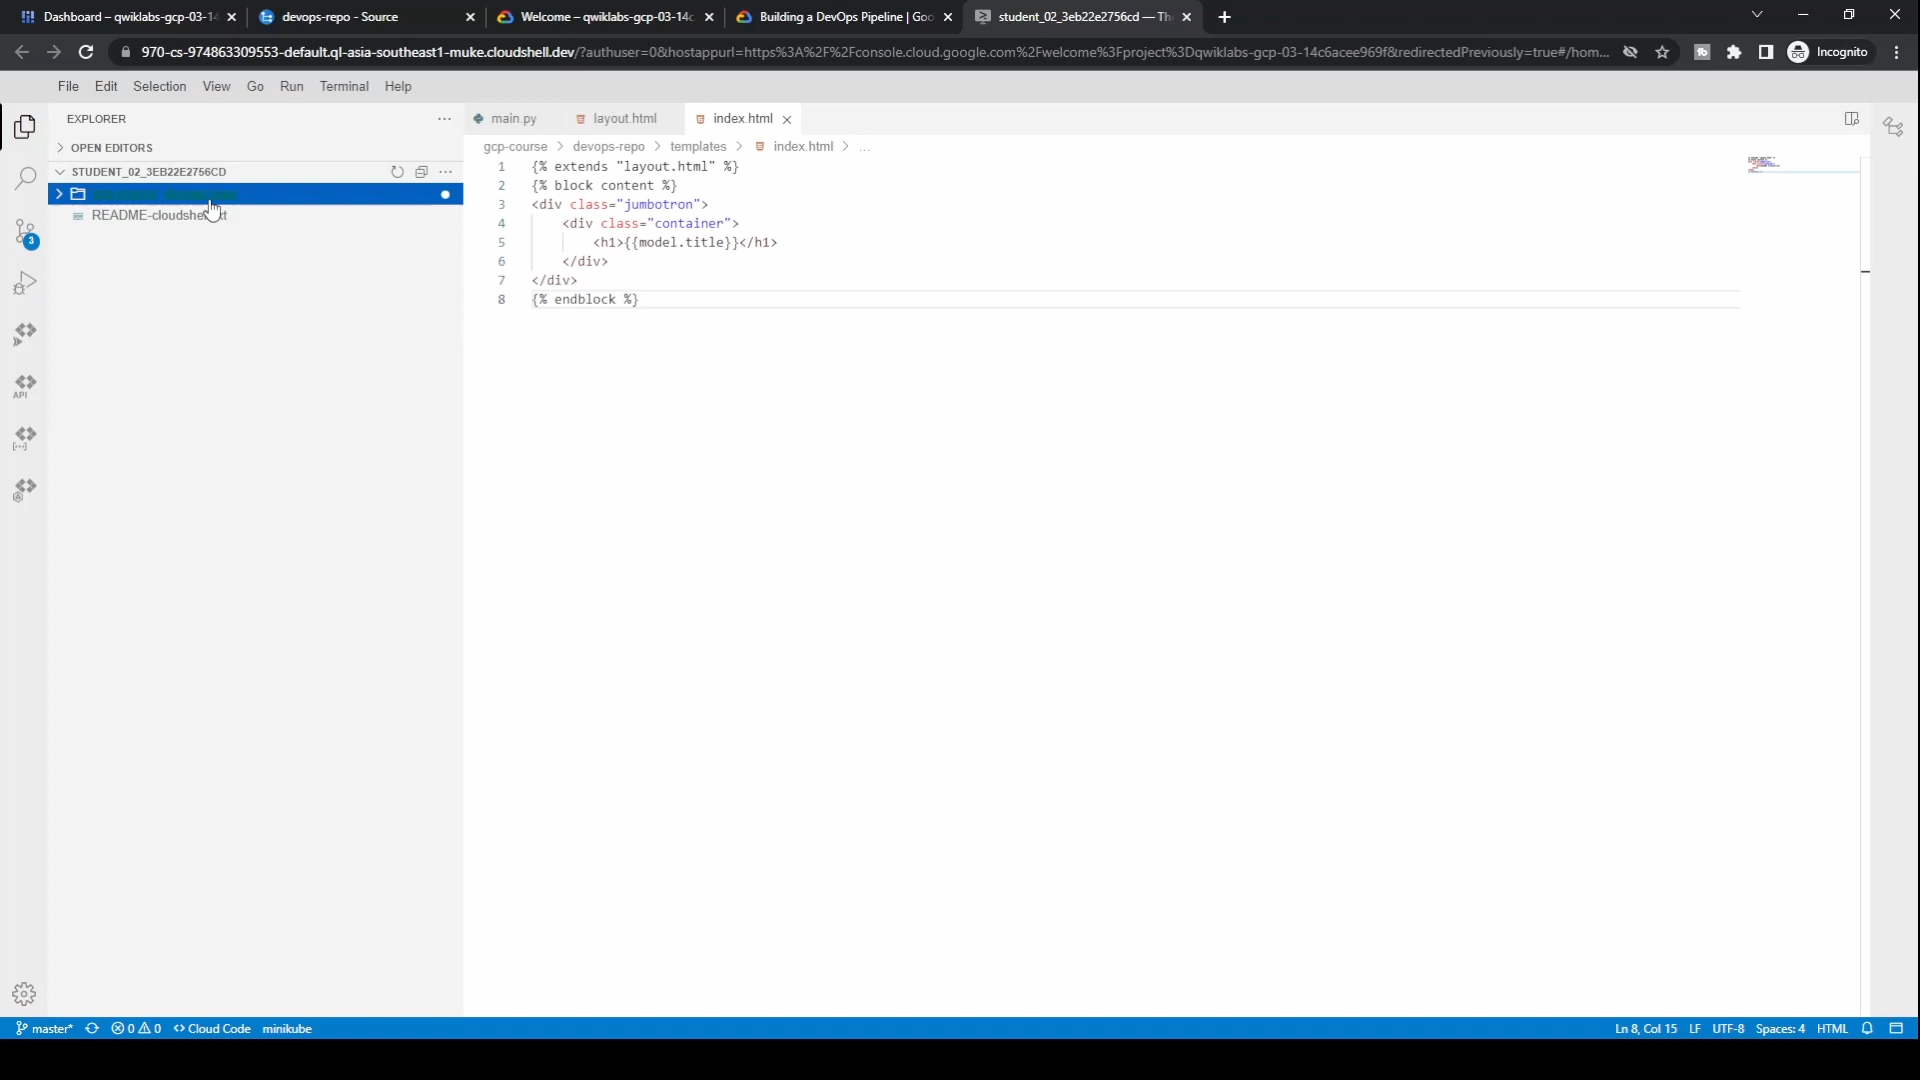 Dashboard – qwiklabs-gcp-03-14
devops-repo - Source
Welcome – qwiklabs-gcp-03-14c
Building a DevOps Pipeline | Goo
student_02_3eb22e2756cd — Th
970-cs-974863309553-default.ql-asia-southeast1-muke.cloudshell.dev/?authuser=0&hostappurl=https%3A%2F%2Fconsole.cloud.google.com%2Fwelcome%3Fproject%3Dqwiklabs-gcp-03-14c6acee969f&redirectedPreviously=true#/hom...
Incognito
File Edit Selection View Go Run Terminal Help
EXPLORER
OPEN EDITORS
STUDENT_02_3EB22E2756CD
README-cloudshell.txt
3
API
main.py
layout.html
index.html
gcp-course > devops-repo > templates > index.html > ...
1 {% extends "layout.html" %}
2 {% block content %}
3 <div class="jumbotron">
4 <div class="container">
5 <h1>{{model.title}}</h1>
6 </div>
7 </div>
8 {% endblock %}
master* 0 0 Cloud Code minikube
Ln 8, Col 15 LF UTF-8 Spaces: 4 HTML